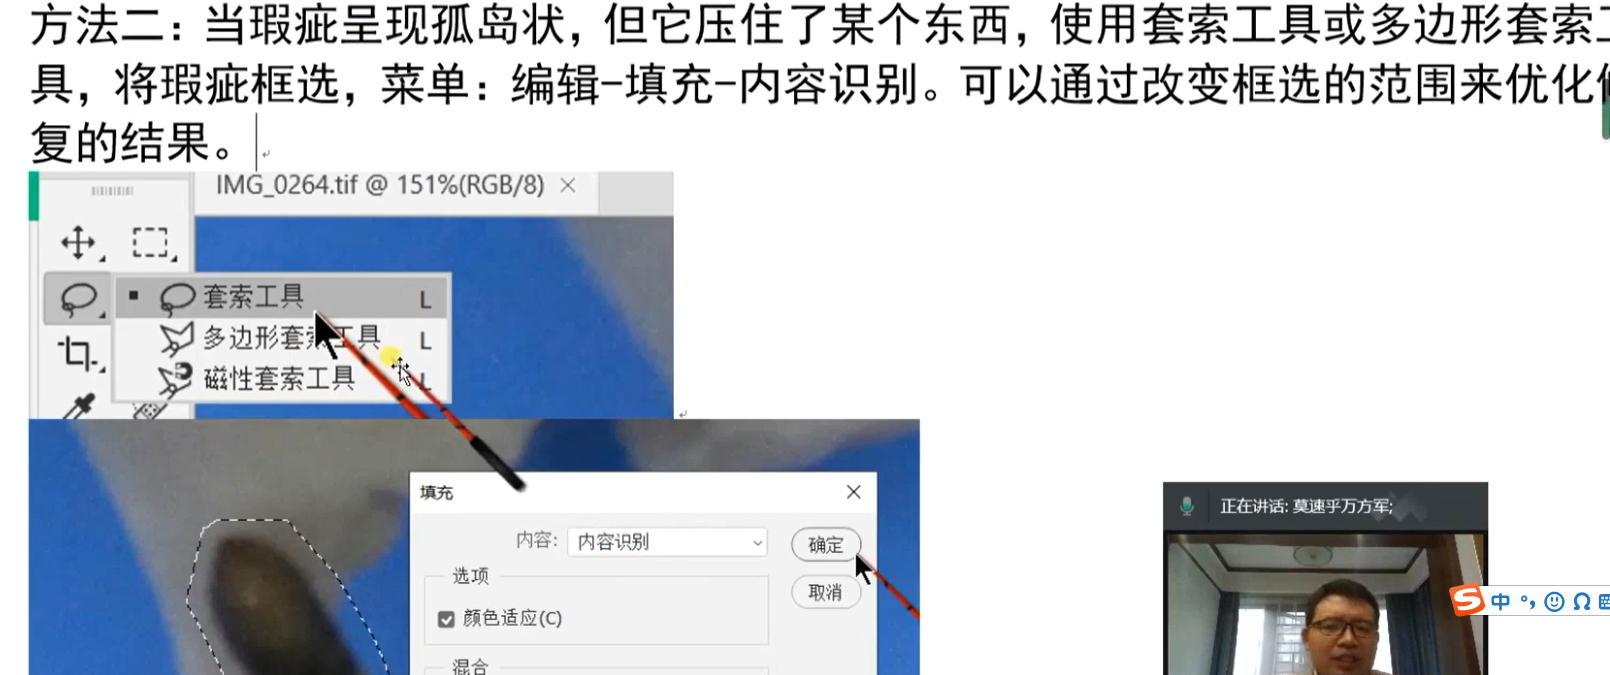 方法二：当瑕疵呈现孤岛状，但它压住了某个东西，使用套索工具或多边形套索工
具，将瑕疵框选，菜单：编辑-填充-内容识别。可以通过改变框选的范围来优化修
复的结果。
IMG_0264.tif @ 151%(RGB/8) ×
套索工具 L
多边形套索工具 L
磁性套索工具 L
填充
内容： 内容识别
确定
选项
取消
颜色适应(C)
混合
正在讲话: 莫速乎万方军;
中